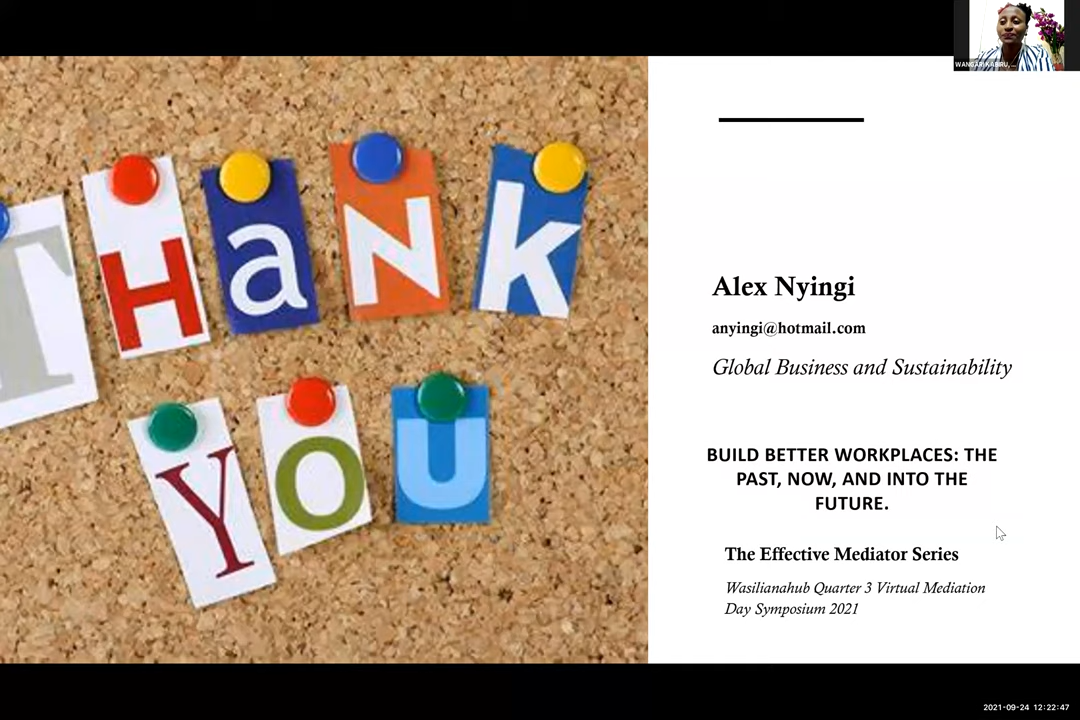 WANGARI KABIRU, ...
THaNk
YOU
Alex Nyingi
anyingi@hotmail.com
Global Business and Sustainability
BUILD BETTER WORKPLACES: THE
PAST, NOW, AND INTO THE
FUTURE.
The Effective Mediator Series
Wasilianahub Quarter 3 Virtual Mediation
Day Symposium 2021
2021-09-24 12:22:47